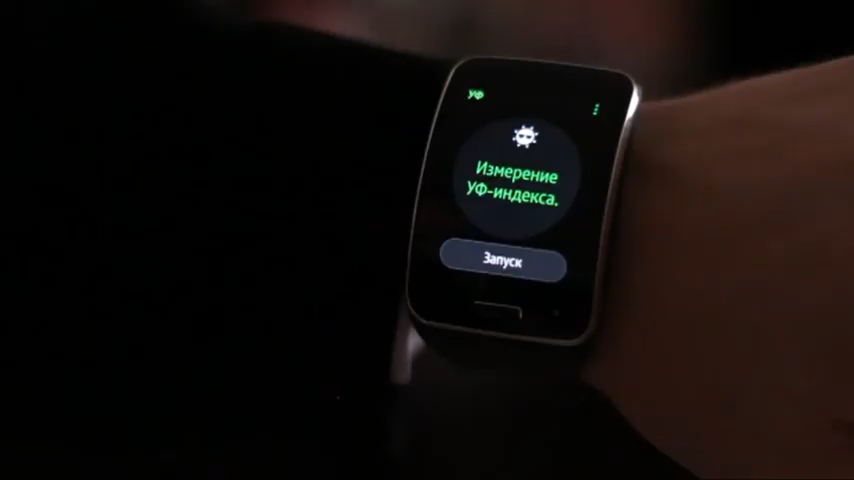 УФ
Измерение
УФ-индекса.
Запуск